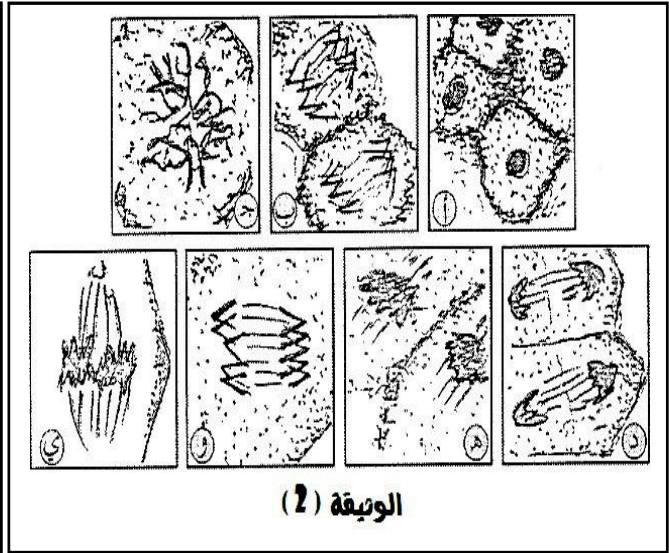 أ ب جـ
د هـ و ي
الوثيقة (2)